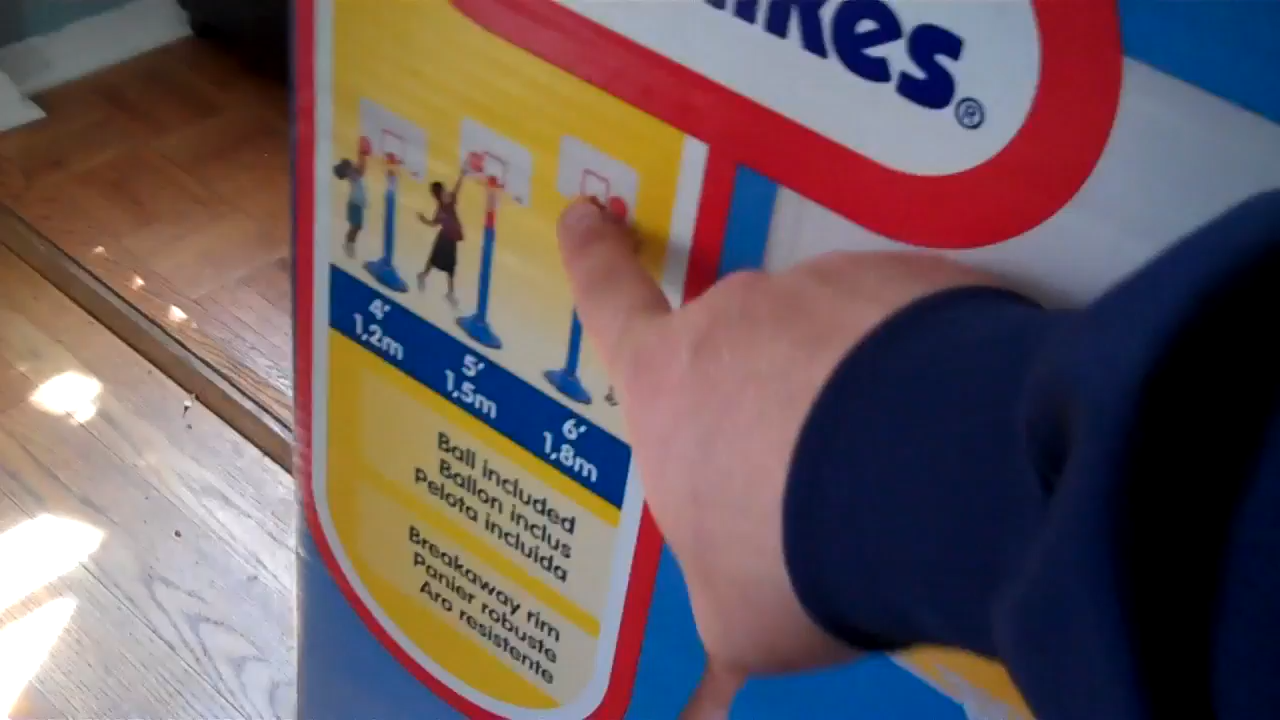 ikes®
4'
1,2m
5'
1,5m
6'
1,8m
Ball included
Ballon inclus
Pelota incluida
Breakaway rim
Panier robuste
Aro resistente